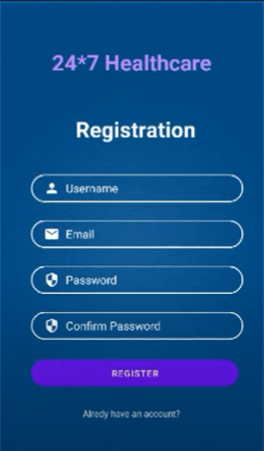 24*7 Healthcare
Registration
Username
Email
Password
Confirm Password
REGISTER
Alredy have an account?